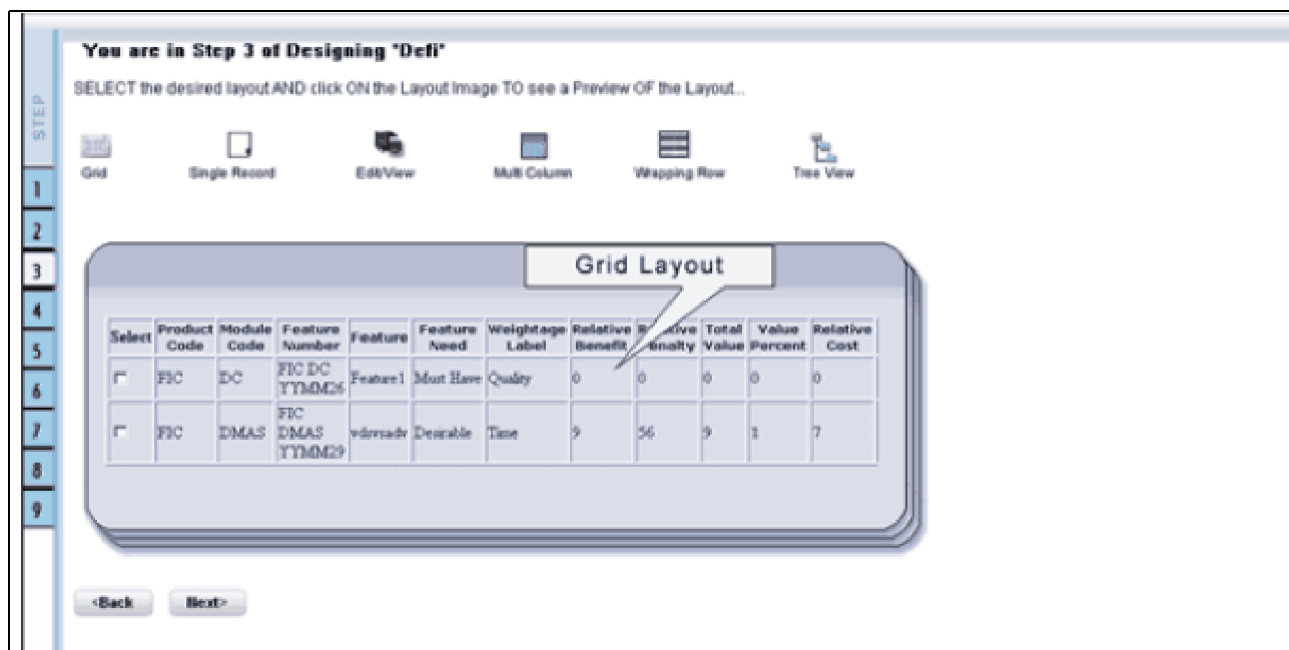 You are in Step 3 of Designing "Defi"
SELECT the desired layout AND click ON the Layout Image TO see a Preview OF the Layout...
STEP
Grid Single Record Edit/View Multi Column Wrapping Row Tree View
1
2
3
4
5
6
7
8
9
Grid Layout
Select Product Code Module Code Feature Number Feature Feature Need Weightage Label Relative Benefit Total Value Value Percent Relative Cost
FIC DC FIC DC YYMM26 Feature1 Must Have Quality 0 0 0 0 0
FIC DMAS FIC DMAS YYMM29 Desirable Time 9 56 9 1 7
<Back Next>